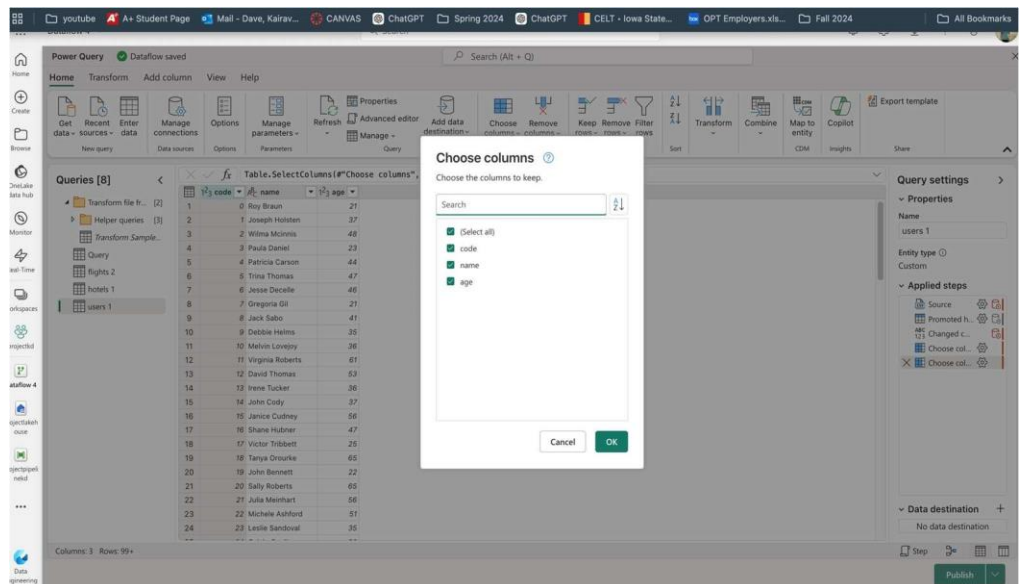 youtube A+ Student Page Mail - Dave, Kairav... CANVAS ChatGPT Spring 2024 ChatGPT CELT - Iowa State... OPT Employers.xls... Fall 2024 All Bookmarks
Power Query Dataflow saved Search (Alt + Q)
Home Transform Add column View Help
Get data Recent sources Enter data Manage connections Options Manage parameters Refresh Properties Advanced editor Manage Add data destination Choose columns Remove columns Keep rows Remove rows Filter rows Transform Combine Map to entity Copilot Export template
New query Data sources Options Parameters Query Sort CDM Insights Share
Home
Create
Browse
OneLake data hub
Monitor
Real-Time
Queries [8]
Transform file fr... [2]
Helper queries [3]
Transform Sample...
Query
flights 2
hotels 1
users 1
fx Table.SelectColumns(#"Choose columns",
code name age
1 0 Roy Braun 21
2 1 Joseph Holsten 37
3 2 Wilma Mcinnis 48
4 3 Paula Daniel 23
5 4 Patricia Carson 44
6 5 Trina Thomas 47
7 6 Jesse Decelle 46
8 7 Gregoria Gil 21
9 8 Jack Sabo 41
10 9 Debbie Helms 35
11 10 Melvin Lovejoy 36
12 11 Virginia Roberts 61
13 12 David Thomas 53
14 13 Irene Tucker 36
15 14 John Cody 37
16 15 Janice Cudney 56
17 16 Shane Hubner 47
18 17 Victor Tribbett 25
19 18 Tanya Orourke 65
20 19 John Bennett 22
21 20 Sally Roberts 65
22 21 Julia Meinhart 56
23 22 Michele Ashford 51
24 23 Leslie Sandoval 35
Columns: 3 Rows: 99+
Choose columns
Choose the columns to keep.
Search
(Select all)
code
name
age
Cancel OK
Query settings
Properties
Name
users 1
Entity type
Custom
Applied steps
Source
Promoted h...
Changed c...
Choose col...
Choose col...
Data destination
No data destination
Step
Publish